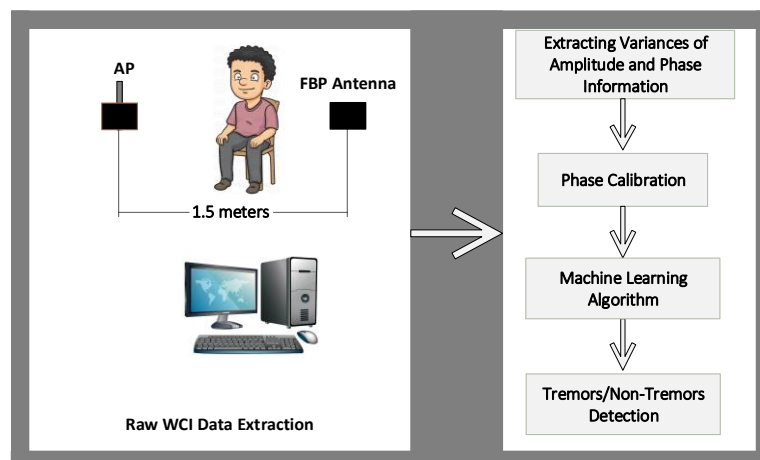 AP
FBP Antenna
1.5 meters
Raw WCI Data Extraction
Extracting Variances of
Amplitude and Phase
Information
Phase Calibration
Machine Learning
Algorithm
Tremors/Non-Tremors
Detection